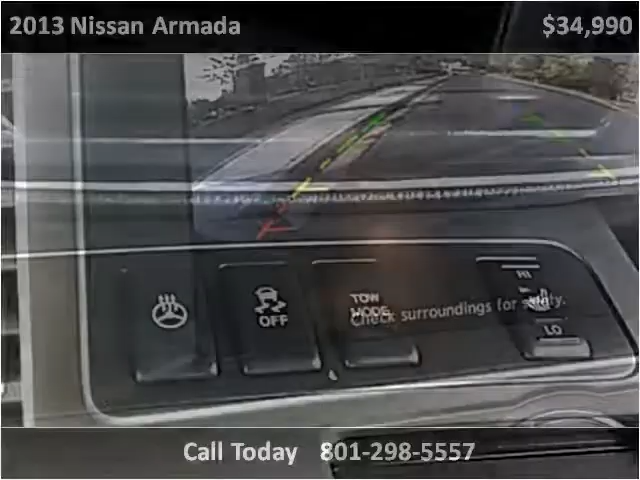 2013 Nissan Armada $34,990
HI
TOW
MODE
OFF
Check surroundings for safety.
LO
Call Today 801-298-5557